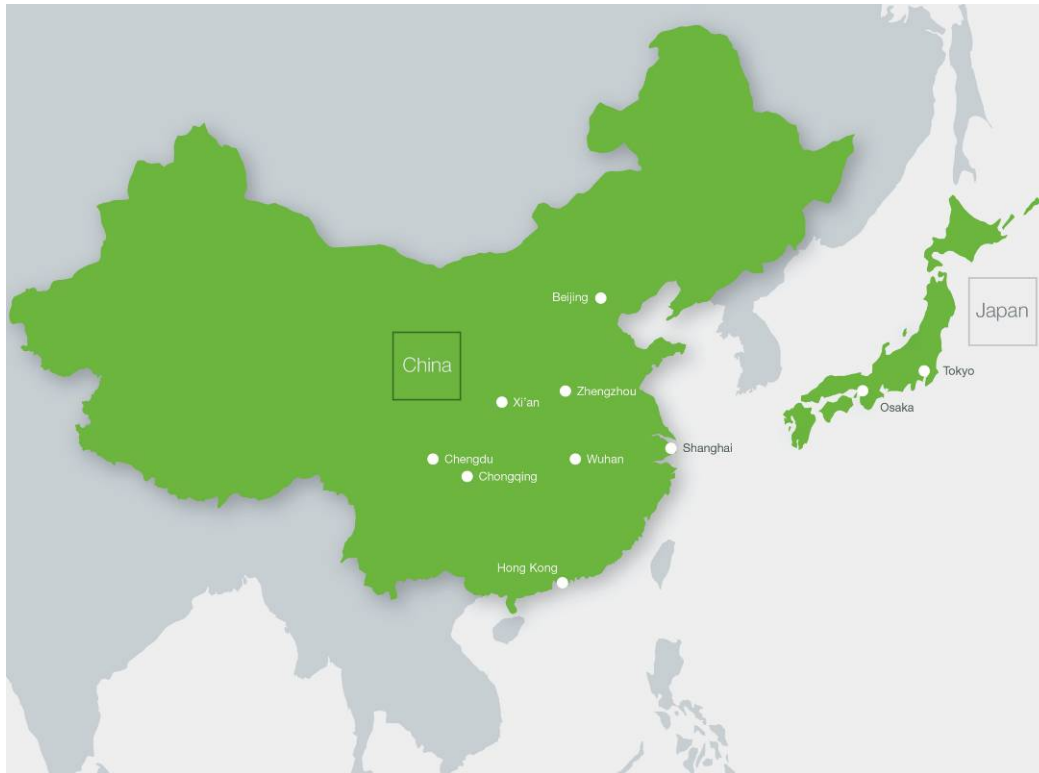 Beijing
Japan
China
Tokyo
Zhengzhou
Xi'an
Osaka
Shanghai
Chengdu
Wuhan
Chongqing
Hong Kong